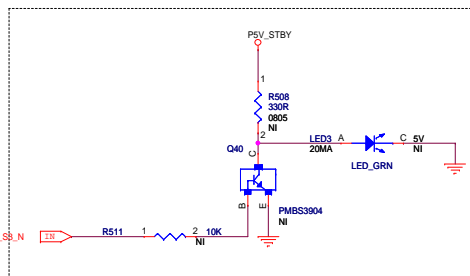 P5V_STBY
1
R508
330R
0805
NI
2
LED3 A
20MA
C 5V
NI
LED_GRN
Q40
C
B
E
PMBS3904
NI
IN
R511
1
2
10K
NI